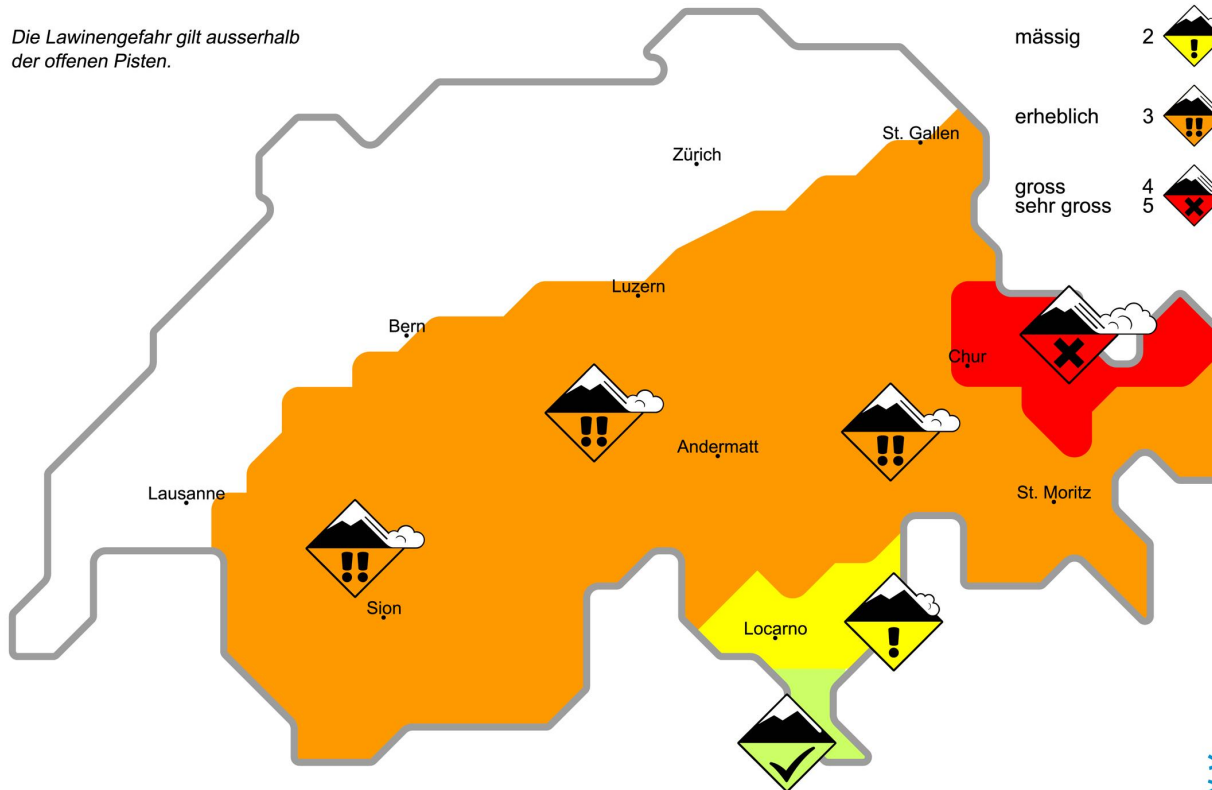 Die Lawinengefahr gilt ausserhalb
der offenen Pisten.
mässig 2
erheblich 3
gross 4
sehr gross 5
St. Gallen
Zürich
Luzern
Bern
Chur
Andermatt
Lausanne
St. Moritz
Sion
Locarno